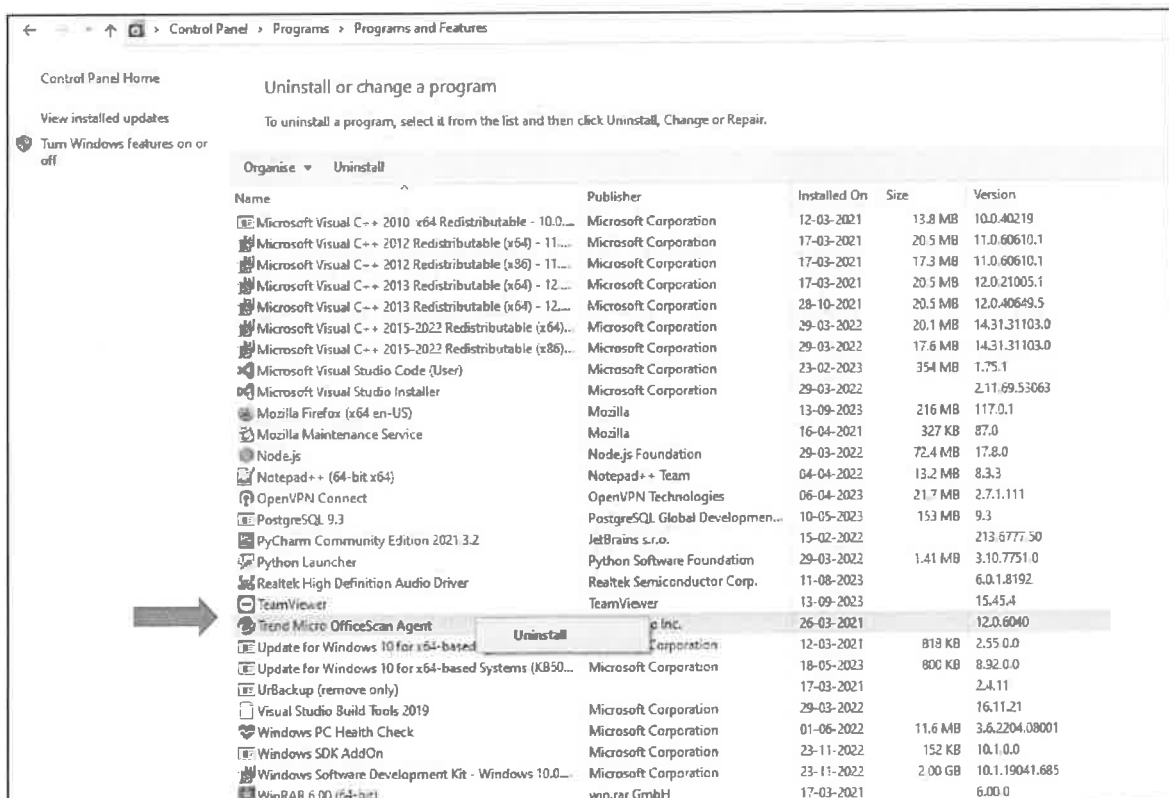 Control Panel > Programs > Programs and Features
Control Panel Home
View installed updates
Turn Windows features on or off
Uninstall or change a program
To uninstall a program, select it from the list and then click Uninstall, Change or Repair.
Organise Uninstall
Name Publisher Installed On Size Version
Microsoft Visual C++ 2010 x64 Redistributable - 10.0.... Microsoft Corporation 12-03-2021 13.8 MB 10.0.40219
Microsoft Visual C++ 2012 Redistributable (x64) - 11.... Microsoft Corporation 17-03-2021 20.5 MB 11.0.60610.1
Microsoft Visual C++ 2012 Redistributable (x86) - 11.... Microsoft Corporation 17-03-2021 17.3 MB 11.0.60610.1
Microsoft Visual C++ 2013 Redistributable (x64) - 12.... Microsoft Corporation 17-03-2021 20.5 MB 12.0.21005.1
Microsoft Visual C++ 2013 Redistributable (x64) - 12.... Microsoft Corporation 28-10-2021 20.5 MB 12.0.40649.5
Microsoft Visual C++ 2015-2022 Redistributable (x64)... Microsoft Corporation 29-03-2022 20.1 MB 14.31.31103.0
Microsoft Visual C++ 2015-2022 Redistributable (x86)... Microsoft Corporation 29-03-2022 17.6 MB 14.31.31103.0
Microsoft Visual Studio Code (User) Microsoft Corporation 23-02-2023 354 MB 1.75.1
Microsoft Visual Studio Installer Microsoft Corporation 29-03-2022 2.11.69.53063
Mozilla Firefox (x64 en-US) Mozilla 13-09-2023 216 MB 117.0.1
Mozilla Maintenance Service Mozilla 16-04-2021 327 KB 87.0
Node.js Node.js Foundation 29-03-2022 72.4 MB 17.8.0
Notepad++ (64-bit x64) Notepad++ Team 04-04-2022 13.2 MB 8.3.3
OpenVPN Connect OpenVPN Technologies 06-04-2023 21.7 MB 2.7.1.111
PostgreSQL 9.3 PostgreSQL Global Developmen... 10-05-2023 153 MB 9.3
PyCharm Community Edition 2021.3.2 JetBrains s.r.o. 15-02-2022 213.6777.50
Python Launcher Python Software Foundation 29-03-2022 1.41 MB 3.10.7751.0
Realtek High Definition Audio Driver Realtek Semiconductor Corp. 11-08-2023 6.0.1.8192
TeamViewer TeamViewer 13-09-2023 15.45.4
Trend Micro OfficeScan Agent o Inc. 26-03-2021 12.0.6040
Uninstall
Update for Windows 10 for x64-based Corporation 12-03-2021 818 KB 2.55.0.0
Update for Windows 10 for x64-based Systems (KB50... Microsoft Corporation 18-05-2023 800 KB 8.92.0.0
UrBackup (remove only) 17-03-2021 2.4.11
Visual Studio Build Tools 2019 Microsoft Corporation 29-03-2022 16.11.21
Windows PC Health Check Microsoft Corporation 01-06-2022 11.6 MB 3.6.2204.08001
Windows SDK AddOn Microsoft Corporation 23-11-2022 152 KB 10.1.0.0
Windows Software Development Kit - Windows 10.0.... Microsoft Corporation 23-11-2022 2.00 GB 10.1.19041.685
WinRAR 6.00 (64-bit) win.rar GmbH 17-03-2021 6.00.0